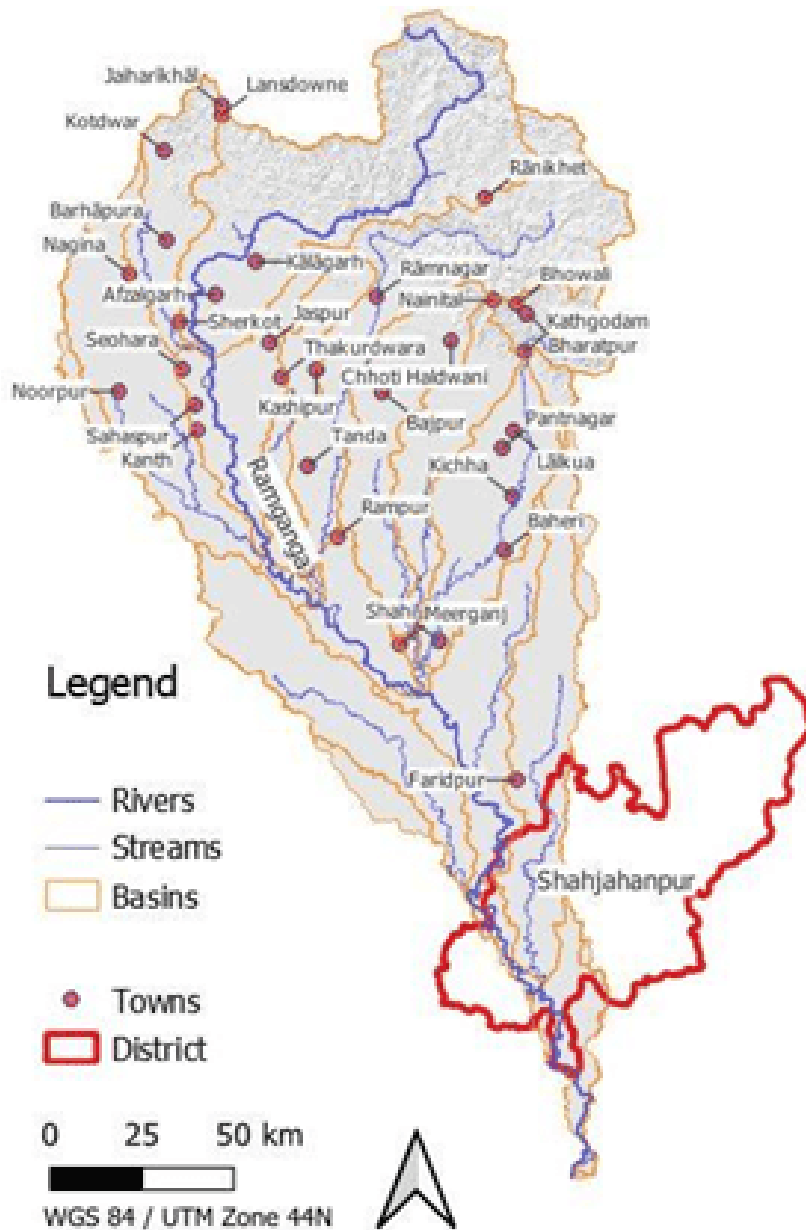 Jaiharikhāl
Lansdowne
Kotdwar
Rānikhet
Barhāpura
Nagina
Kālāgarh
Rāmnagar
Bhowali
Afzalgarh
Nainital
Kathgodam
Sherkot
Jaspur
Bharatpur
Seohara
Thakurdwara
Chhoti Haldwani
Noorpur
Kashipur
Bajpur
Pantnagar
Sahaspur
Tanda
Lālkua
Kanth
Kichha
Ramganga
Rampur
Baheri
Shahi
Meerganj
Legend
Faridpur
Rivers
Streams
Shahjahanpur
Basins
Towns
District
0 25 50 km
WGS 84 / UTM Zone 44N